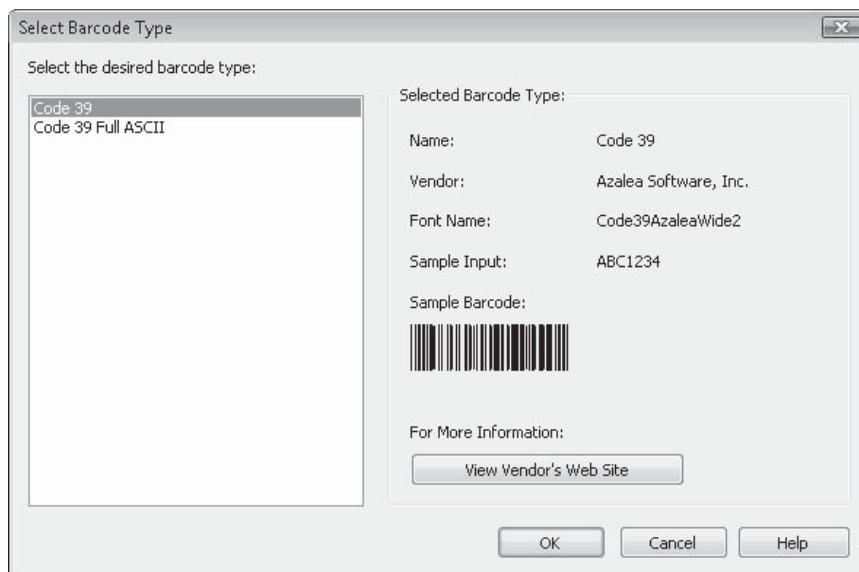 Select Barcode Type
Select the desired barcode type:
Code 39
Code 39 Full ASCII
Selected Barcode Type:
Name: Code 39
Vendor: Azalea Software, Inc.
Font Name: Code39AzaleaWide2
Sample Input: ABC1234
Sample Barcode:
For More Information:
View Vendor's Web Site
OK Cancel Help